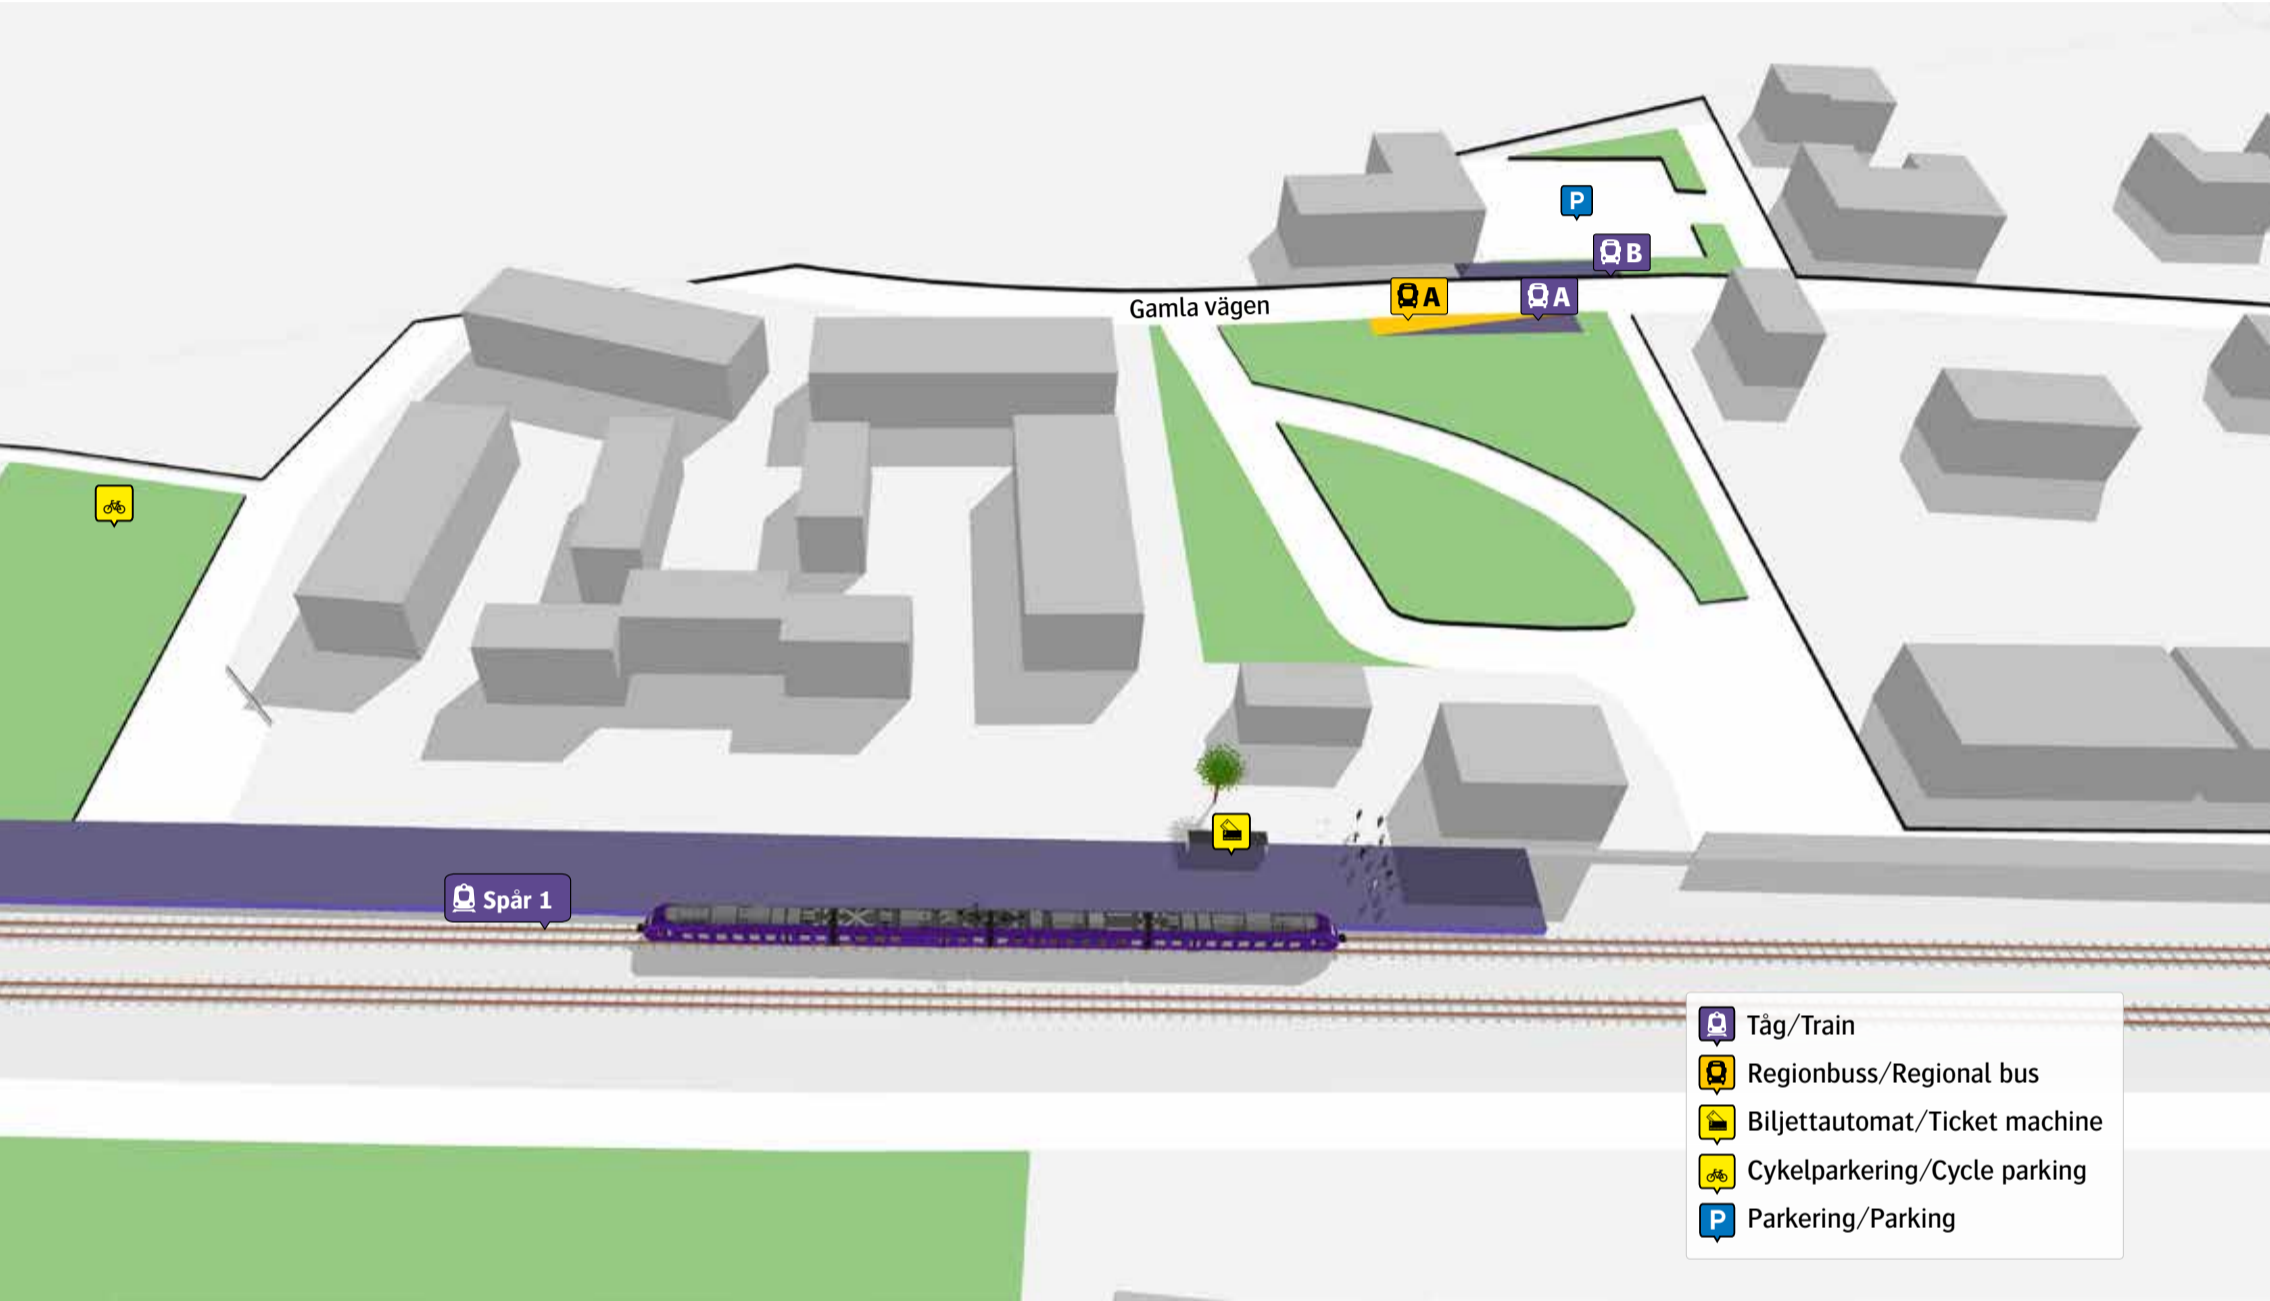 P
B
A
A
Gamla vägen
Spår 1
Tåg/Train
Regionbuss/Regional bus
Biljettautomat/Ticket machine
Cykelparkering/Cycle parking
P Parkering/Parking